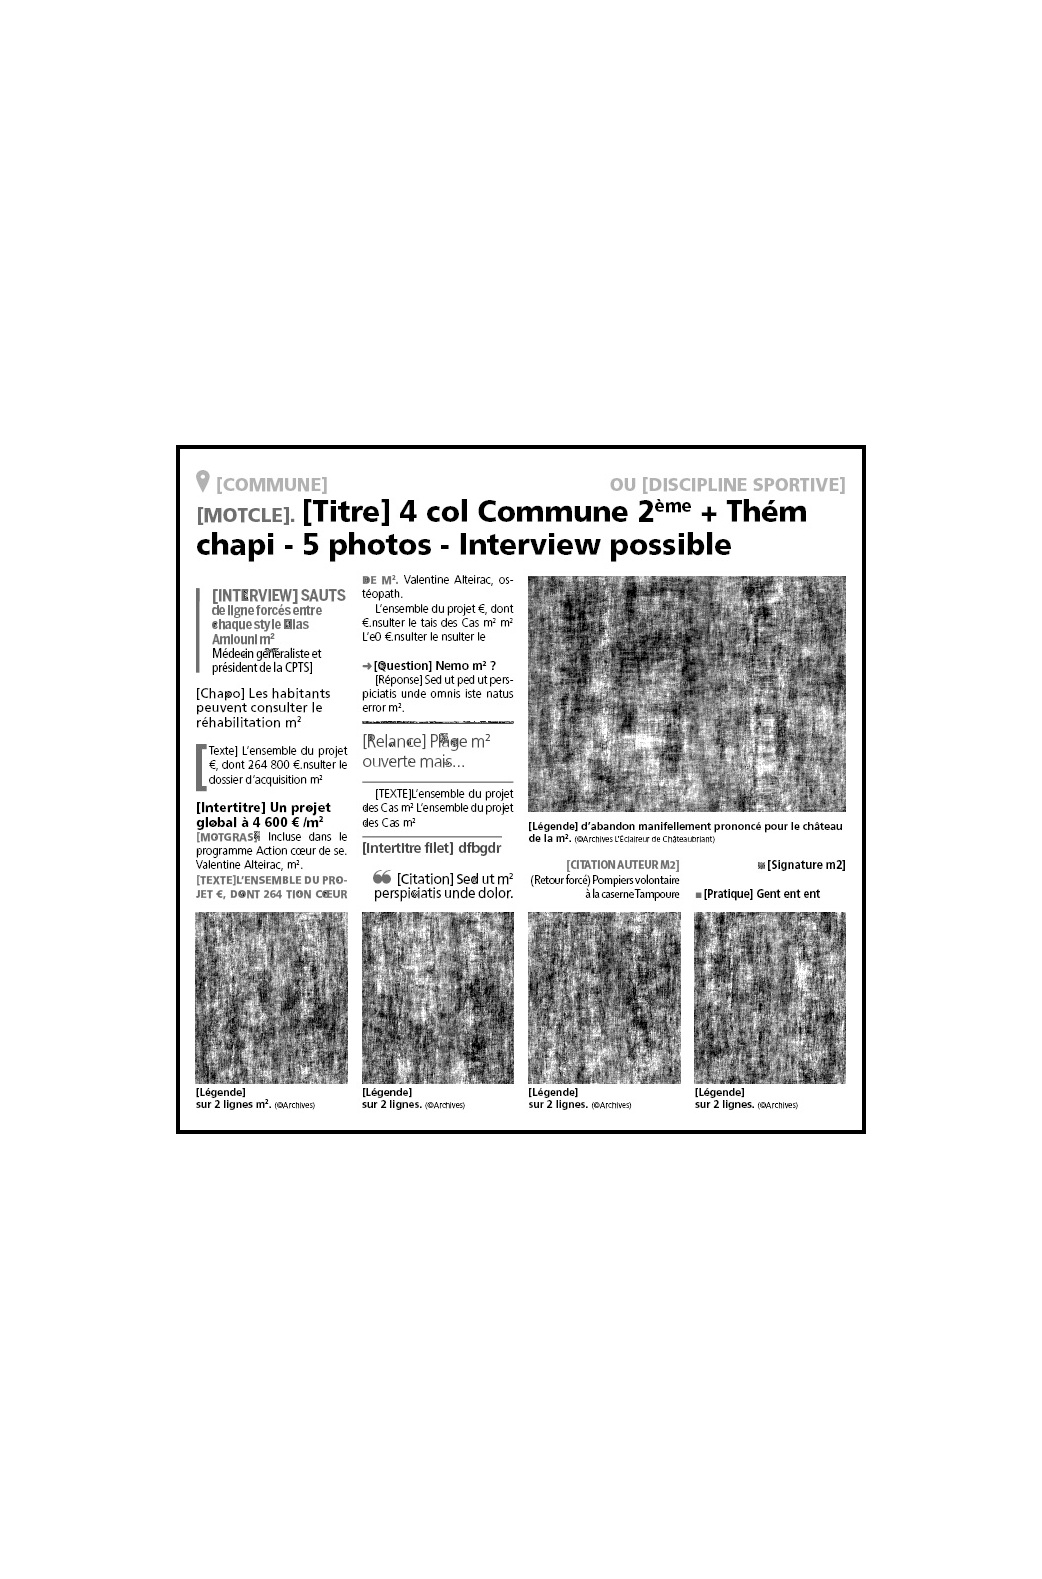 [COMMUNE]
OU [DISCIPLINE SPORTIVE]
[MOTCLE]. [Titre] 4 col Commune 2ème + Thém
chapi - 5 photos - Interview possible
[INTERVIEW] SAUTS
de ligne forcés entre
chaque style Elias
Amiouni m²
Médecin généraliste et
président de la CPTS]
[Chapo] Les habitants
peuvent consulter le
réhabilitation m²
[Texte] L’ensemble du projet
€, dont 264 800 €.nsulter le
dossier d’acquisition m²
[Intertitre] Un projet
global à 4 600 € /m²
[MOTGRAS] Incluse dans le
programme Action cœur de se.
Valentine Alteirac, m².
[TEXTE]L’ENSEMBLE DU PRO-
JET €, DONT 264 TION CŒUR
DE M². Valentine Alteirac, os-
téopath.
L’ensemble du projet €, dont
€.nsulter le tais des Cas m² m²
L’e0 €.nsulter le nsulter le
➜ [Question] Nemo m² ?
[Réponse] Sed ut ped ut pers-
piciatis unde omnis iste natus
error m².
[Relance] Plage m²
ouverte mais…
[TEXTE]L’ensemble du projet
des Cas m² L’ensemble du projet
des Cas m²
[Intertitre filet] dfbgdr
❝ [Citation] Sed ut m²
perspiciatis unde dolor.
[Légende] d’abandon manifellement prononcé pour le château
de la m². (©Archives L’Éclaireur de Châteaubriant)
[CITATION AUTEUR M2]
(Retour forcé) Pompiers volontaire
à la caserne Tampoure
[Signature m2]
■ [Pratique] Gent ent ent
[Légende]
sur 2 lignes m². (©Archives)
[Légende]
sur 2 lignes. (©Archives)
[Légende]
sur 2 lignes. (©Archives)
[Légende]
sur 2 lignes. (©Archives)